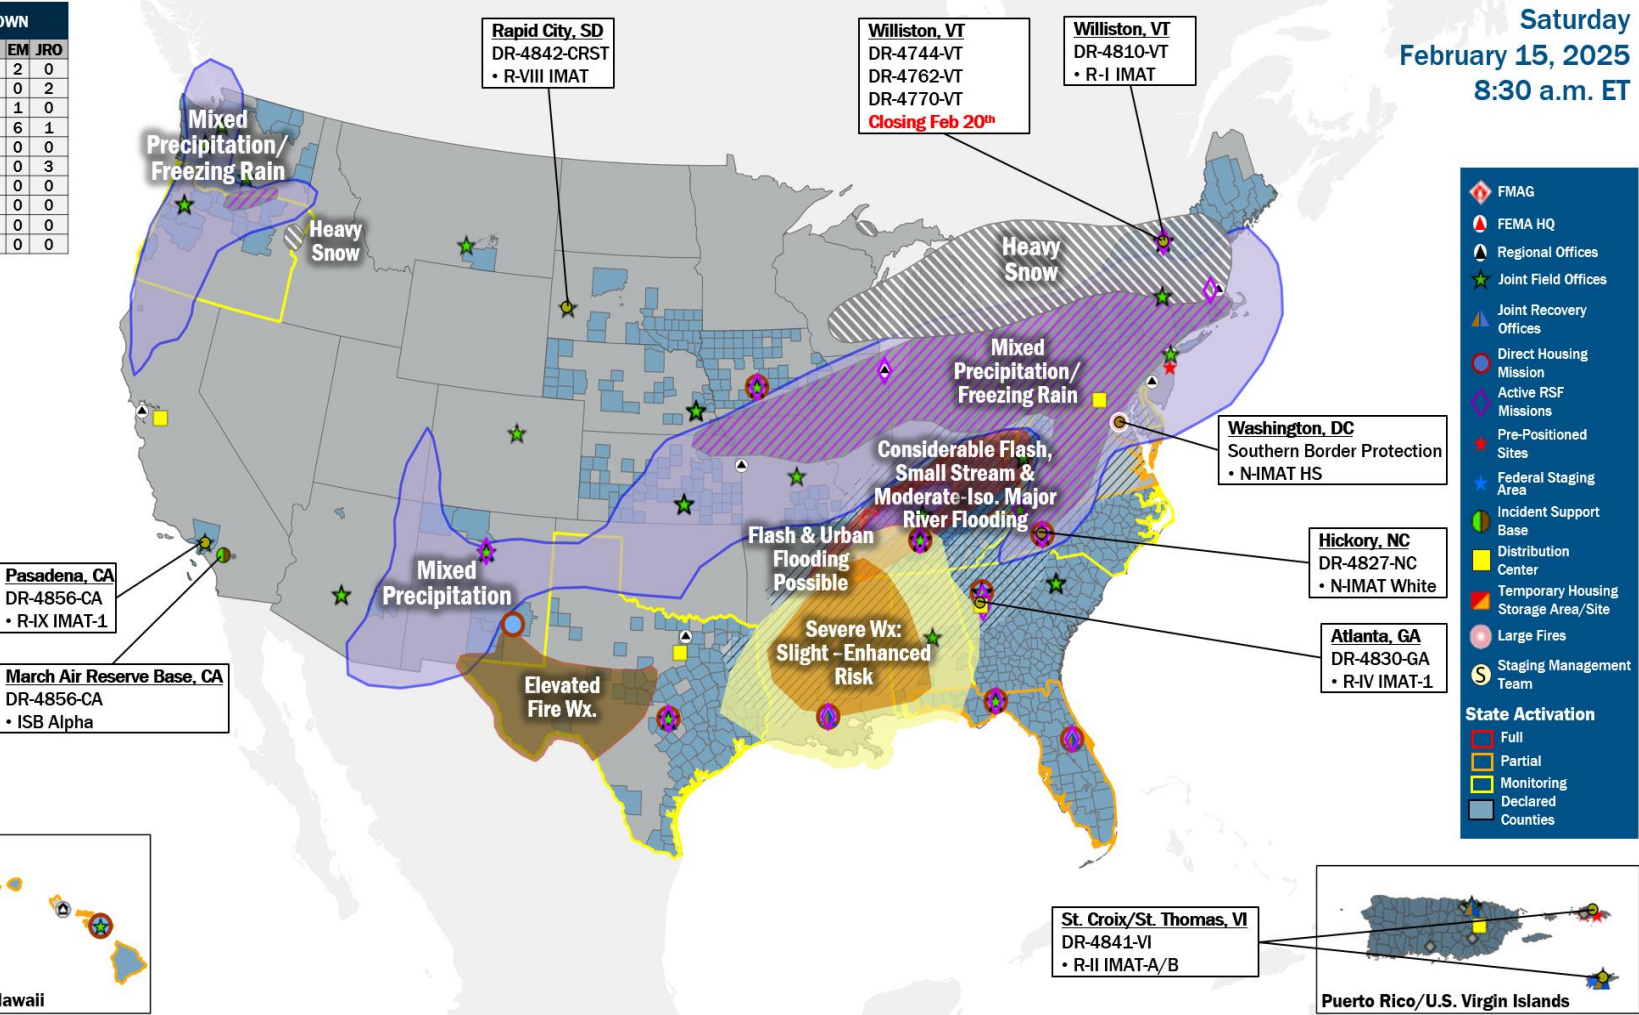 OWN
EM JRO
2 0
0 2
1 0
6 1
0 0
0 3
0 0
0 0
0 0
0 0
Rapid City, SD
DR-4842-CRST
• R-VIII IMAT
Williston, VT
DR-4744-VT
DR-4762-VT
DR-4770-VT
Closing Feb 20th
Williston, VT
DR-4810-VT
• R-I IMAT
Saturday
February 15, 2025
8:30 a.m. ET
Mixed
Precipitation/
Freezing Rain
Heavy
Snow
Heavy
Snow
Mixed
Precipitation/
Freezing Rain
Considerable Flash,
Small Stream &
Moderate-Iso. Major
River Flooding
Flash & Urban
Flooding
Possible
Mixed
Precipitation
Severe Wx:
Slight -Enhanced
Risk
Elevated
Fire Wx.
Washington, DC
Southern Border Protection
• N-IMAT HS
Hickory, NC
DR-4827-NC
• N-IMAT White
Atlanta, GA
DR-4830-GA
• R-IV IMAT-1
Pasadena, CA
DR-4856-CA
• R-IX IMAT-1
March Air Reserve Base, CA
DR-4856-CA
• ISB Alpha
St. Croix/St. Thomas, VI
DR-4841-VI
• R-II IMAT-A/B
FMAG
FEMA HQ
Regional Offices
Joint Field Offices
Joint Recovery
Offices
Direct Housing
Mission
Active RSF
Missions
Pre-Positioned
Sites
Federal Staging
Area
Incident Support
Base
Distribution
Center
Temporary Housing
Storage Area/Site
Large Fires
S
Staging Management
Team
State Activation
Full
Partial
Monitoring
Declared
Counties
lawaii
Puerto Rico/U.S. Virgin Islands